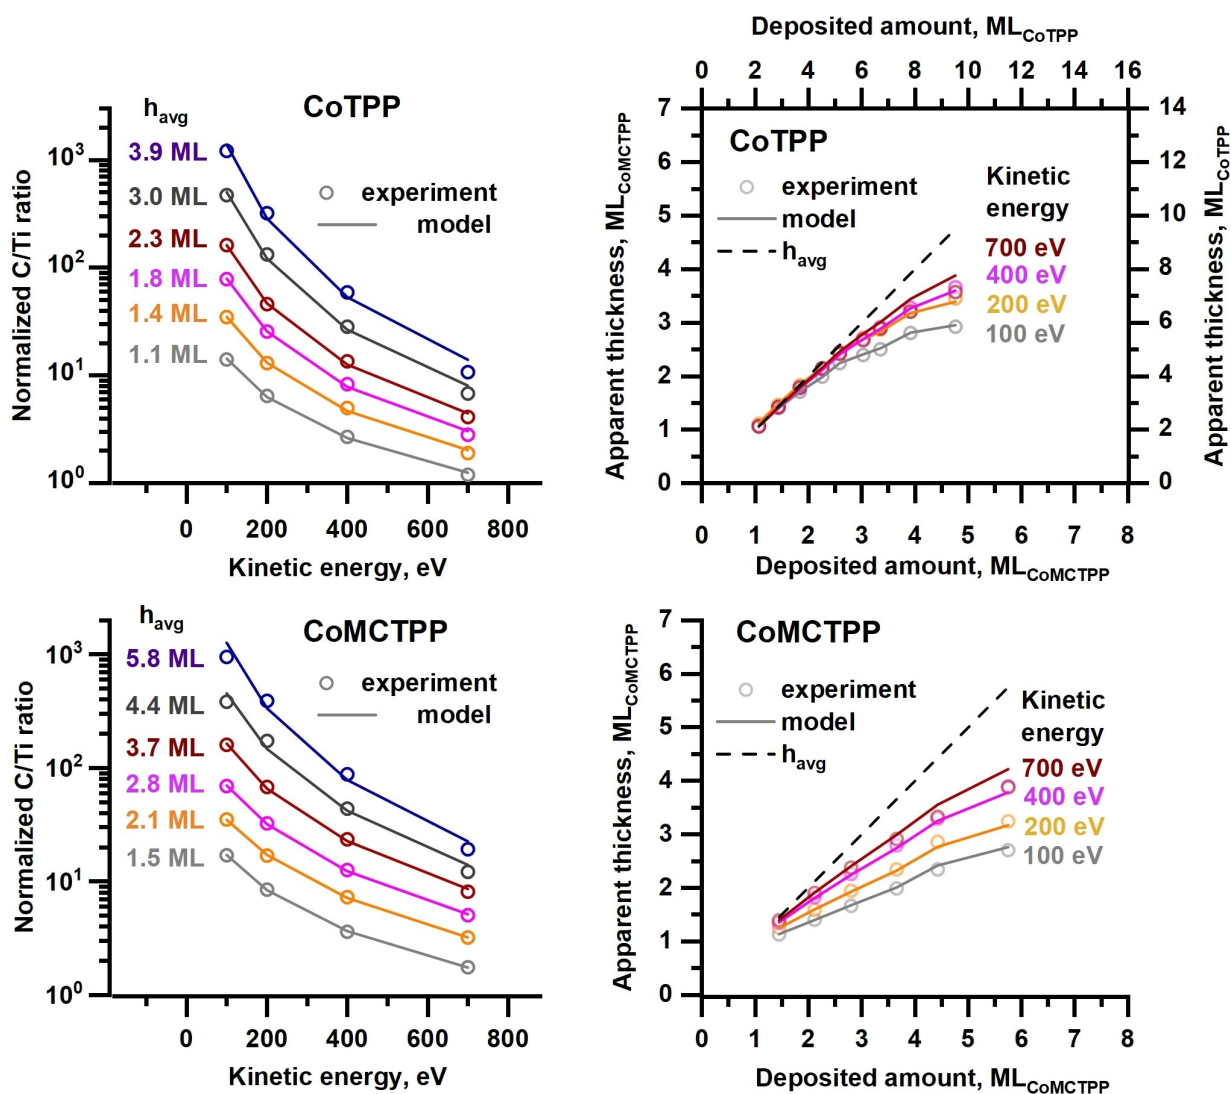 h_avg
CoTPP
3.9 ML
3.0 ML
2.3 ML
1.8 ML
1.4 ML
1.1 ML
experiment
model
10^3
10^2
10^1
10^0
Normalized C/Ti ratio
0 200 400 600 800
Kinetic energy, eV
Deposited amount, ML_CoTPP
0 2 4 6 8 10 12 14 16
CoTPP
experiment
model
h_avg
Kinetic
energy
700 eV
400 eV
200 eV
100 eV
7
6
5
4
3
2
1
0
Apparent thickness, ML_CoMCTPP
14
12
10
8
6
4
2
0
Apparent thickness, ML_CoTPP
0 1 2 3 4 5 6 7 8
Deposited amount, ML_CoMCTPP
h_avg
CoMCTPP
5.8 ML
4.4 ML
3.7 ML
2.8 ML
2.1 ML
1.5 ML
experiment
model
10^3
10^2
10^1
10^0
Normalized C/Ti ratio
0 200 400 600 800
Kinetic energy, eV
CoMCTPP
experiment
model
h_avg
Kinetic
energy
700 eV
400 eV
200 eV
100 eV
7
6
5
4
3
2
1
0
Apparent thickness, ML_CoMCTPP
0 1 2 3 4 5 6 7 8
Deposited amount, ML_CoMCTPP